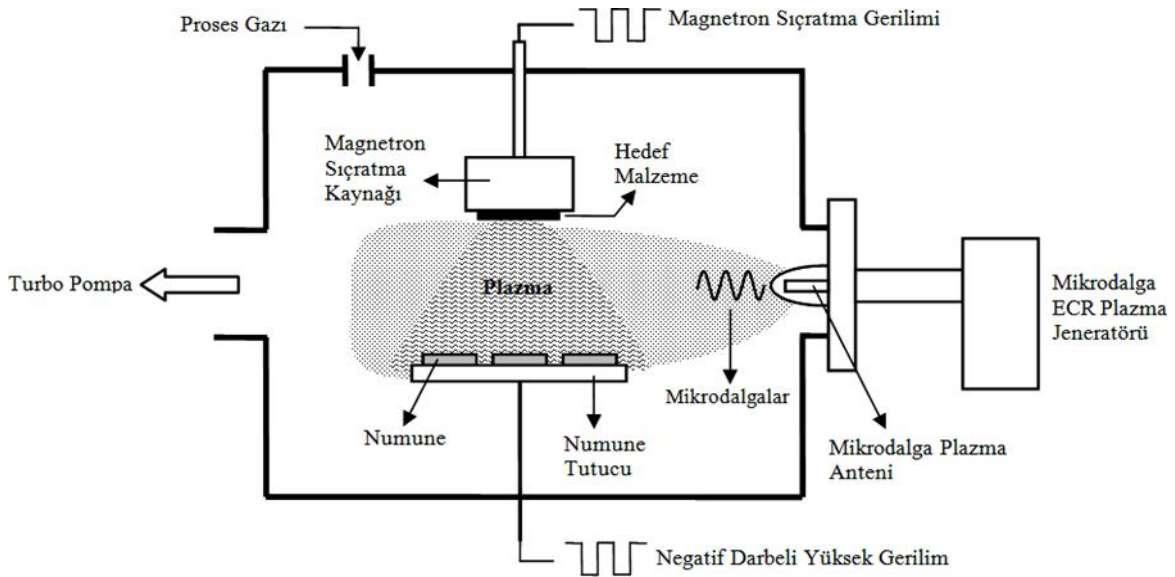 Proses Gazı
Magnetron Sıçratma Gerilimi
Magnetron
Sıçratma
Kaynağı
Hedef
Malzeme
Turbo Pompa
Plazma
Mikrodalga
ECR Plazma
Jeneratörü
Mikrodalgalar
Numune
Numune
Tutucu
Mikrodalga Plazma
Anteni
Negatif Darbeli Yüksek Gerilim